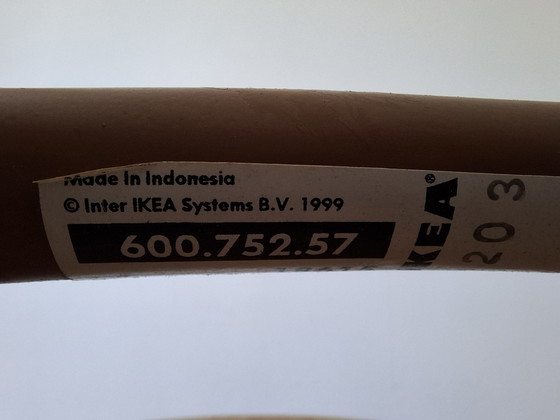 Made In Indonesia
© Inter IKEA Systems B.V. 1999
600.752.57
IKEA®
203